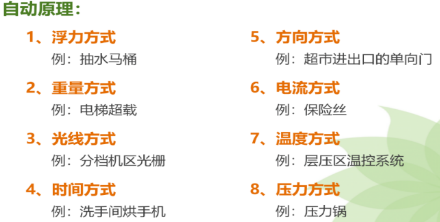 自动原理：
1、浮力方式
例：抽水马桶
2、重量方式
例：电梯超载
3、光线方式
例：分档机区光栅
4、时间方式
例：洗手间烘手机
5、方向方式
例：超市进出口的单向门
6、电流方式
例：保险丝
7、温度方式
例：层压区温控系统
8、压力方式
例：压力锅